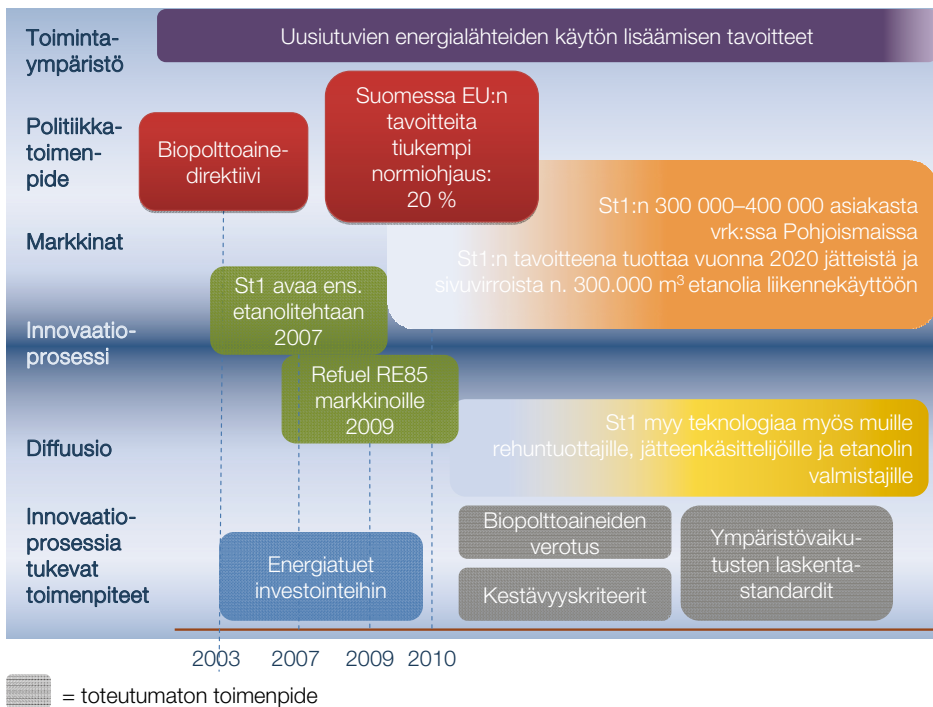 Toiminta-
ympäristö
Uusiutuvien energialähteiden käytön lisäämisen tavoitteet
Politiikka-
toimen-
pide
Biopolttoaine-
direktiivi
Suomessa EU:n
tavoitteita
tiukempi
normiohjaus:
20 %
Markkinat
St1:n 300 000–400 000 asiakasta
vrk:ssa Pohjoismaissa
St1:n tavoitteena tuottaa vuonna 2020 jätteistä ja
sivuvirroista n. 300.000 m³ etanolia liikennekäyttöön
Innovaatio-
prosessi
St1 avaa ens.
etanolitehtaan
2007
Refuel RE85
markkinoille
2009
Diffuusio
St1 myy teknologiaa myös muille
rehuntuottajille, jätteenkäsittelijöille ja etanolin
valmistajille
Innovaatio-
prosessia
tukevat
toimenpiteet
Energiatuet
investointeihin
Biopolttoaineiden
verotus
Kestävyyskriteerit
Ympäristövaiku-
tusten laskenta-
standardit
2003 2007 2009 2010
= toteutumaton toimenpide